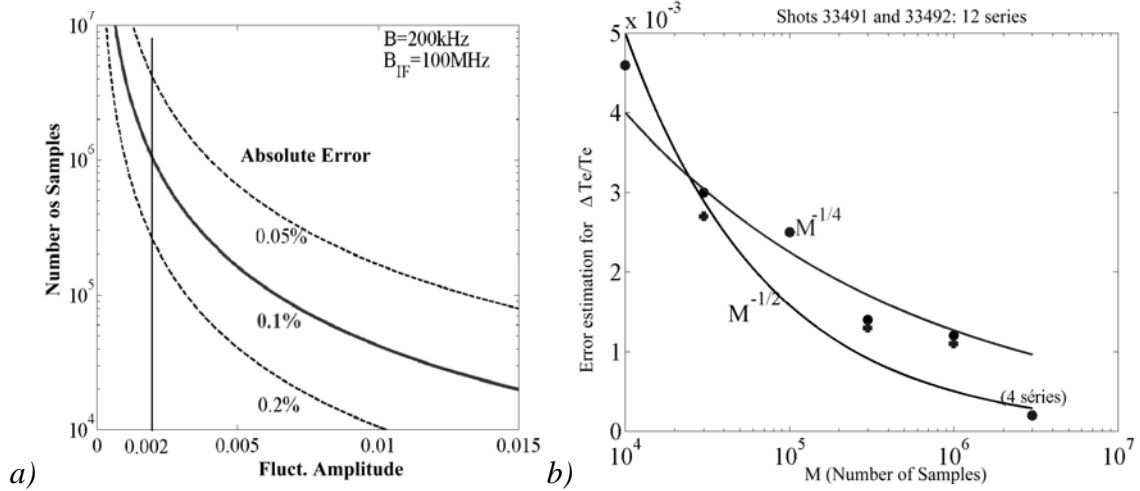 10^7
B=200kHz
B_IF=100MHz
Number os Samples
10^6
Absolute Error
0.05%
10^5
0.1%
0.2%
10^4
0
0.002
0.005
0.010
0.015
Fluct. Amplitude
a)
Shots 33491 and 33492: 12 series
5 x 10^-3
4
3
2
1
0
Error estimation for Δ Te/Te
M^-1/4
M^-1/2
(4 séries)
10^4
10^5
10^6
10^7
M (Number of Samples)
b)